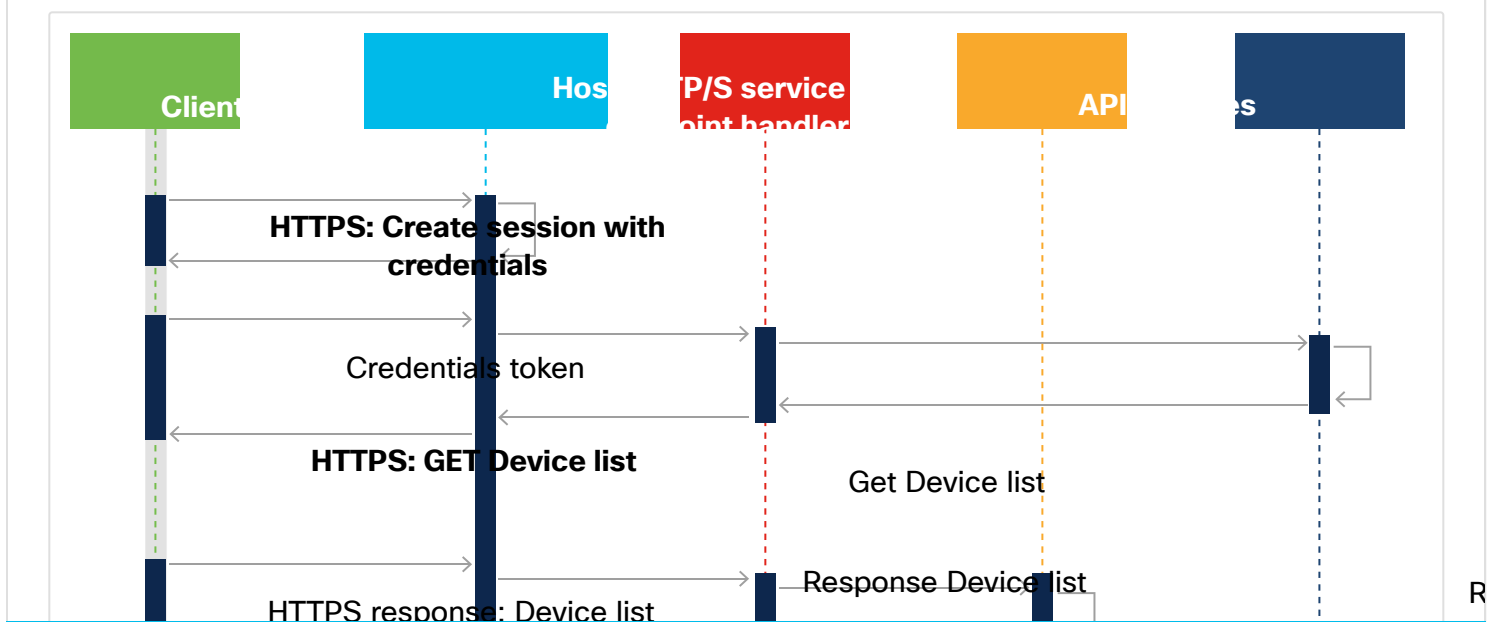 Client
Hos
TP/S service
oint handler
API
es
HTTPS: Create session with
credentials
Credentials token
HTTPS: GET Device list
Get Device list
Response Device list
HTTPS response: Device list
R